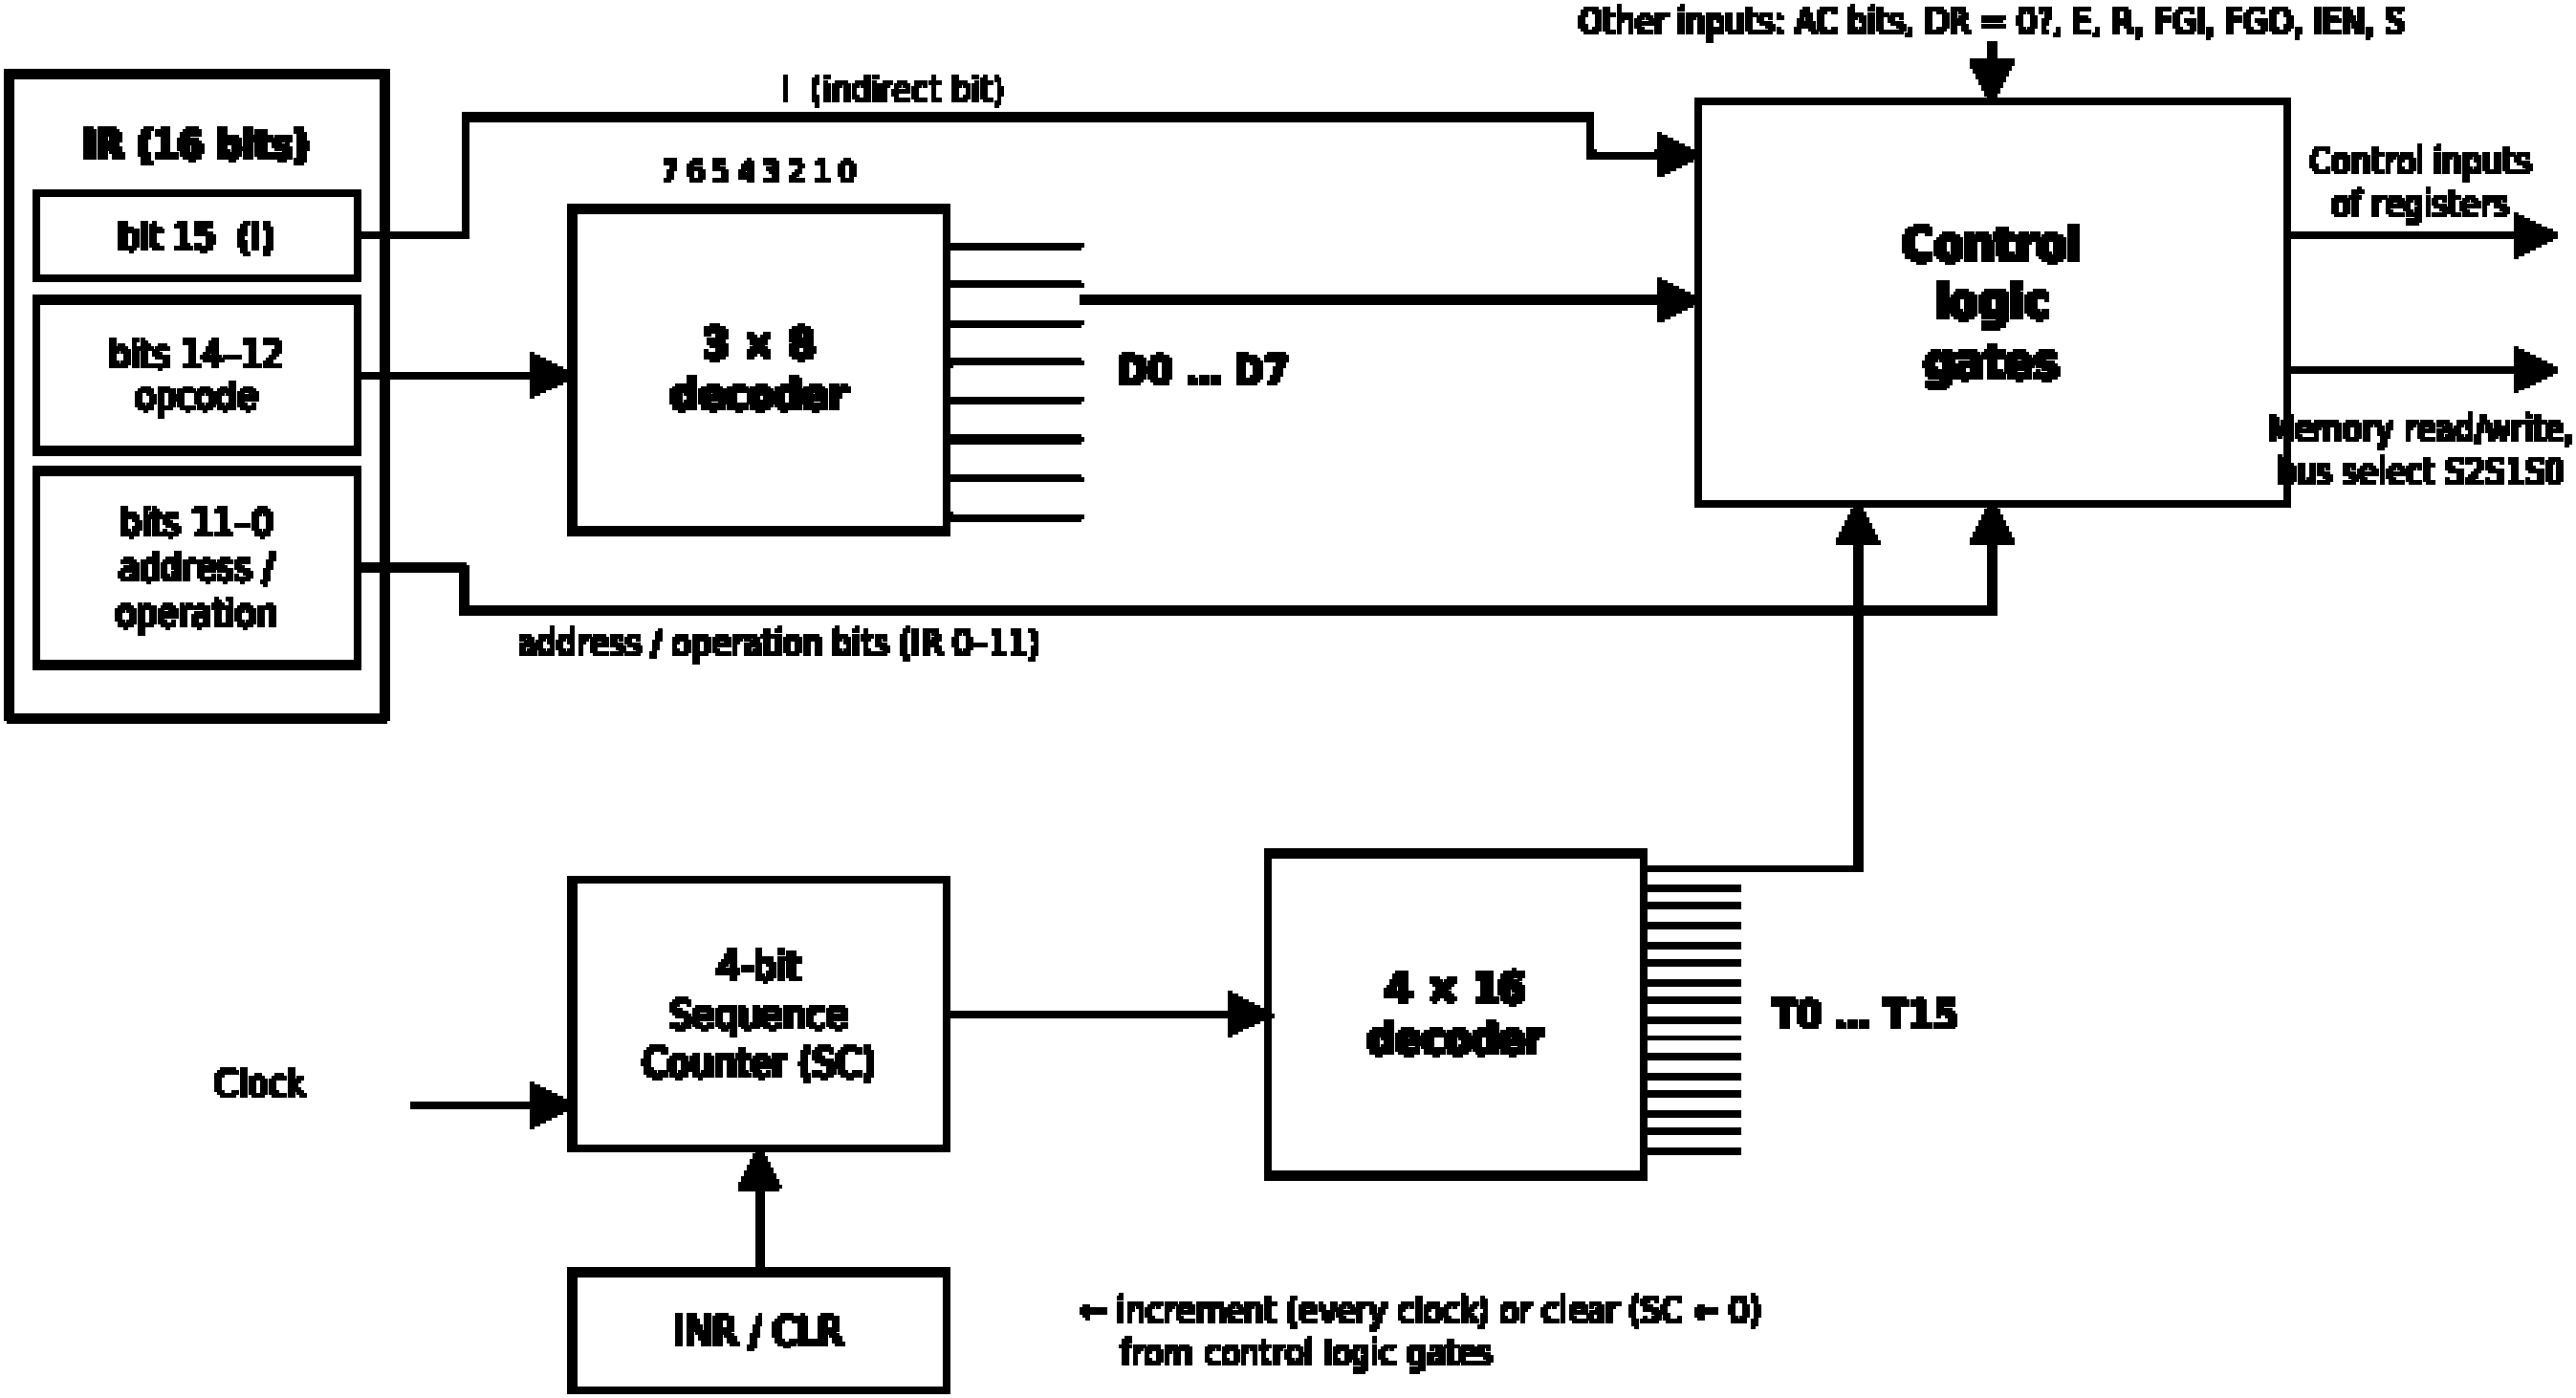 Other inputs: AC bits, DR = 0?, E, R, FGI, FGO, IEN, S
I (indirect bit)
IR (16 bits)
7 6 5 4 3 2 1 0
bit 15 (I)
bits 14–12
opcode
bits 11–0
address /
operation
3 × 8
decoder
D0 ... D7
Control
logic
gates
Control inputs
of registers
Memory read/write,
bus select S2S1S0
address / operation bits (IR 0–11)
4-bit
Sequence
Counter (SC)
Clock
4 × 16
decoder
T0 ... T15
INR / CLR
← increment (every clock) or clear (SC ← 0)
from control logic gates